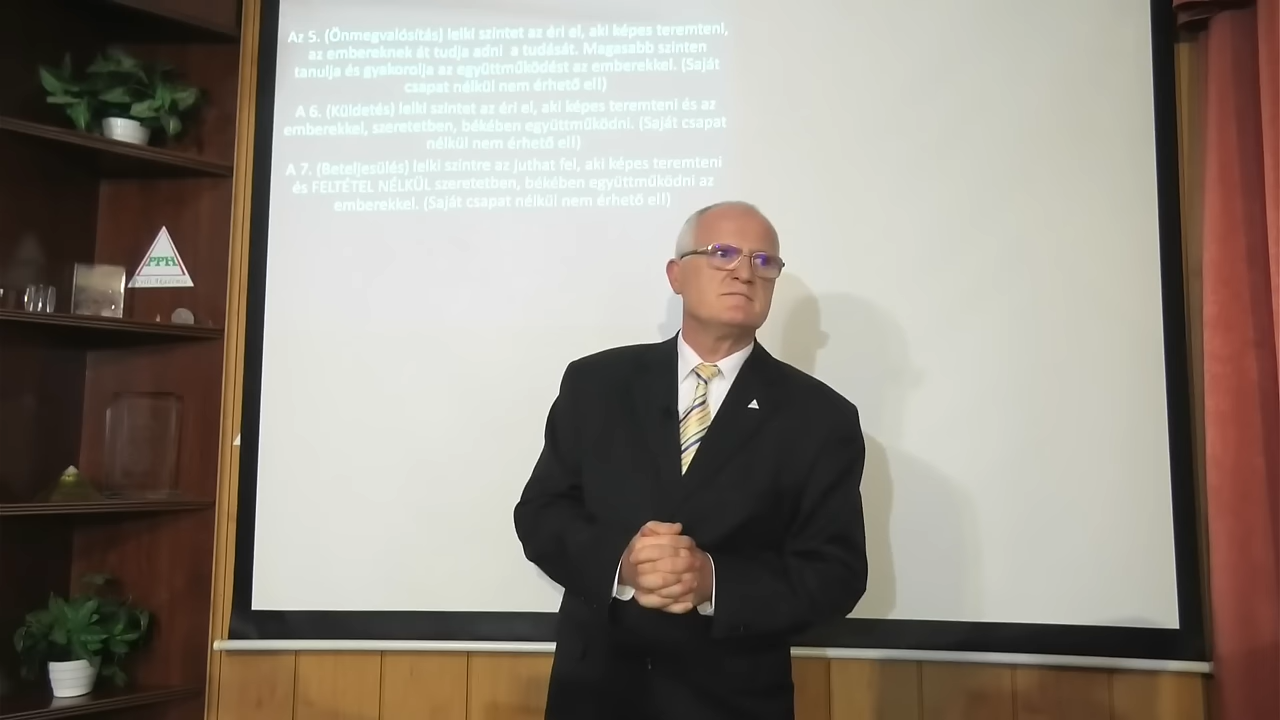 Az 5. (Önmegvalósítás) lelki szintet az éri el, aki képes teremteni,
az embereknek át tudja adni a tudását. Magasabb szinten
tanulja és gyakorolja az együttműködést az emberekkel. (Saját
csapat nélkül nem érhető el!)
A 6. (Küldetés) lelki szintet az éri el, aki képes teremteni és az
emberekkel, szeretetben, békében együttműködni. (Saját csapat
nélkül nem érhető el!)
A 7. (Beteljesülés) lelki szintre az juthat fel, aki képes teremteni
és FELTÉTEL NÉLKÜL szeretetben, békében együttműködni az
emberekkel. (Saját csapat nélkül nem érhető el!)
PPH